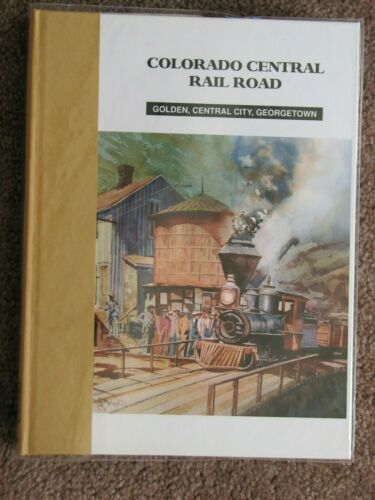 COLORADO CENTRAL
RAIL ROAD
GOLDEN, CENTRAL CITY, GEORGETOWN